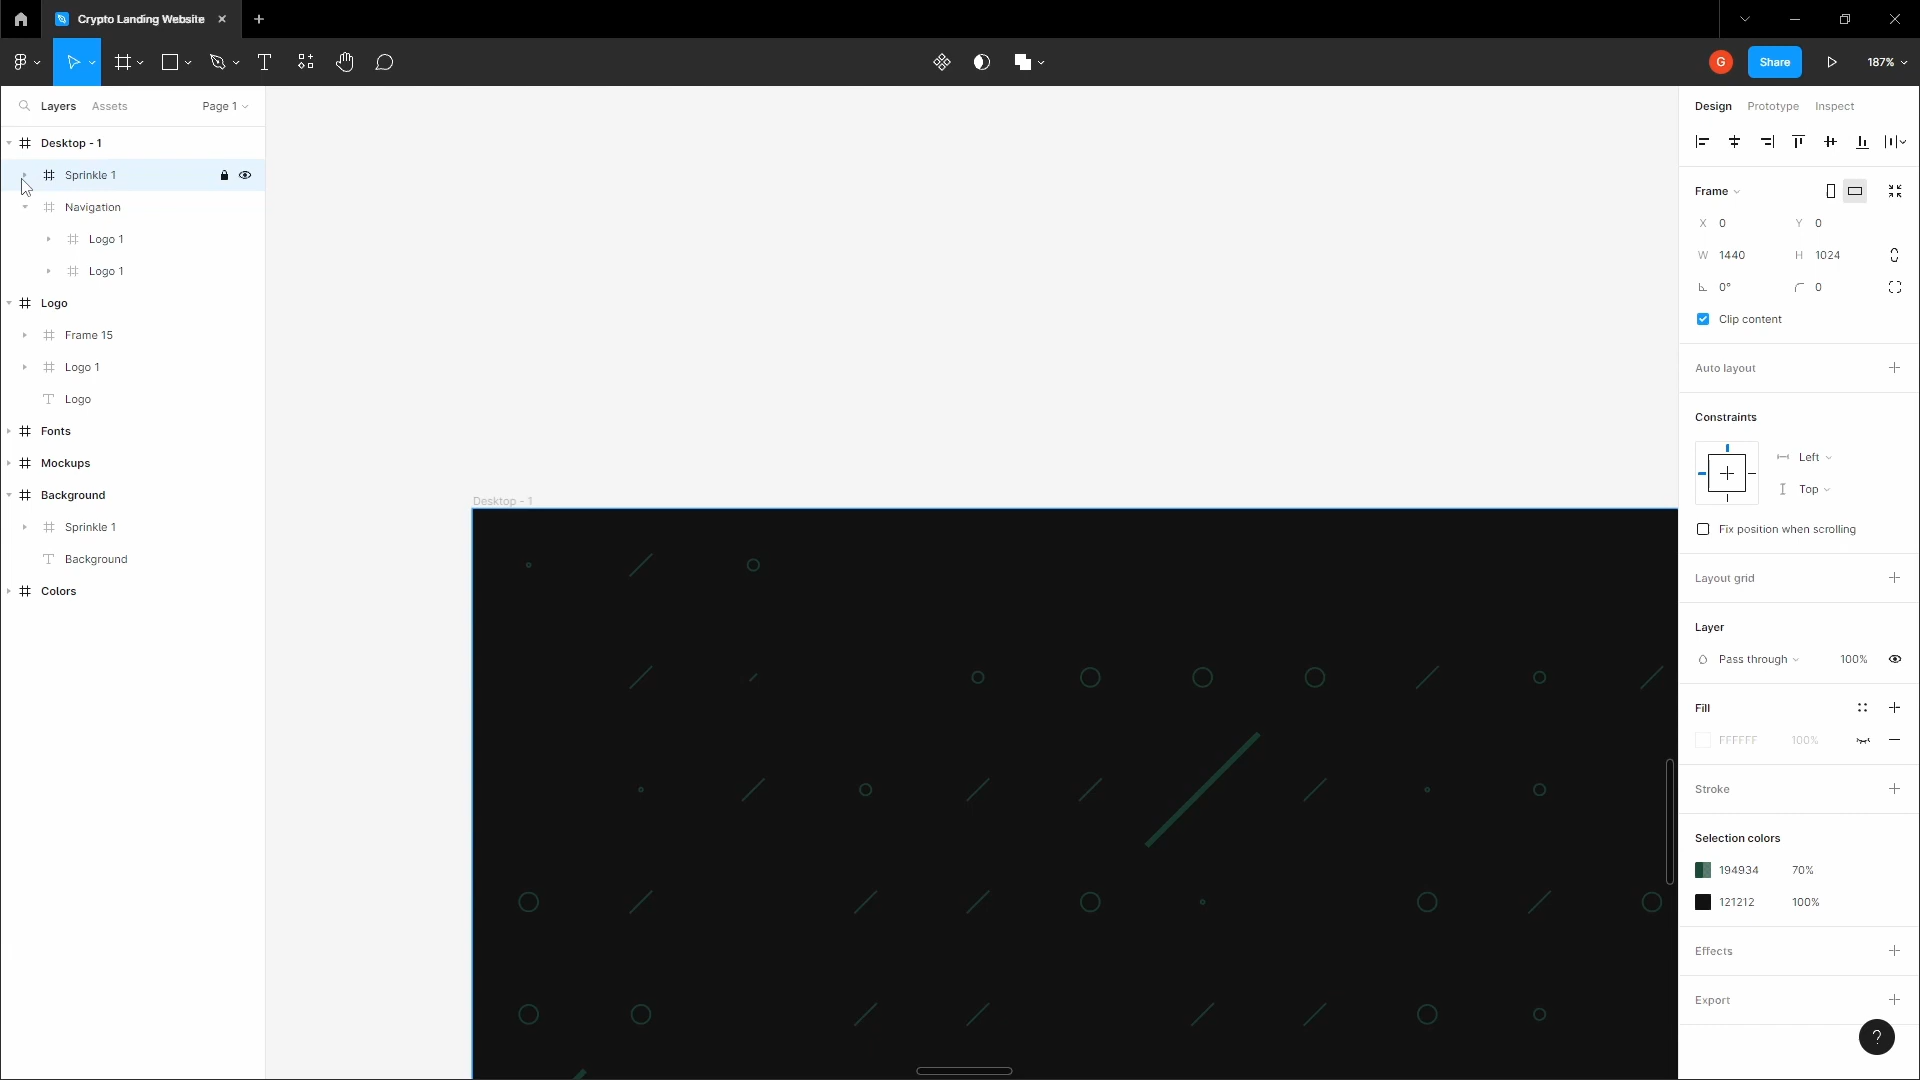 Crypto Landing Website
Share
187%
G
Layers
Assets
Page 1
Desktop - 1
Sprinkle 1
Navigation
Logo 1
Logo 1
Logo
Frame 15
Logo 1
Logo
Fonts
Mockups
Background
Sprinkle 1
Background
Colors
Desktop - 1
Design
Prototype
Inspect
Frame
X 0 Y 0
W 1440 H 1024
0° 0
Clip content
Auto layout
Constraints
Left
Top
Fix position when scrolling
Layout grid
Layer
Pass through 100%
Fill
FFFFFF 100%
Stroke
Selection colors
194934 70%
121212 100%
Effects
Export
?